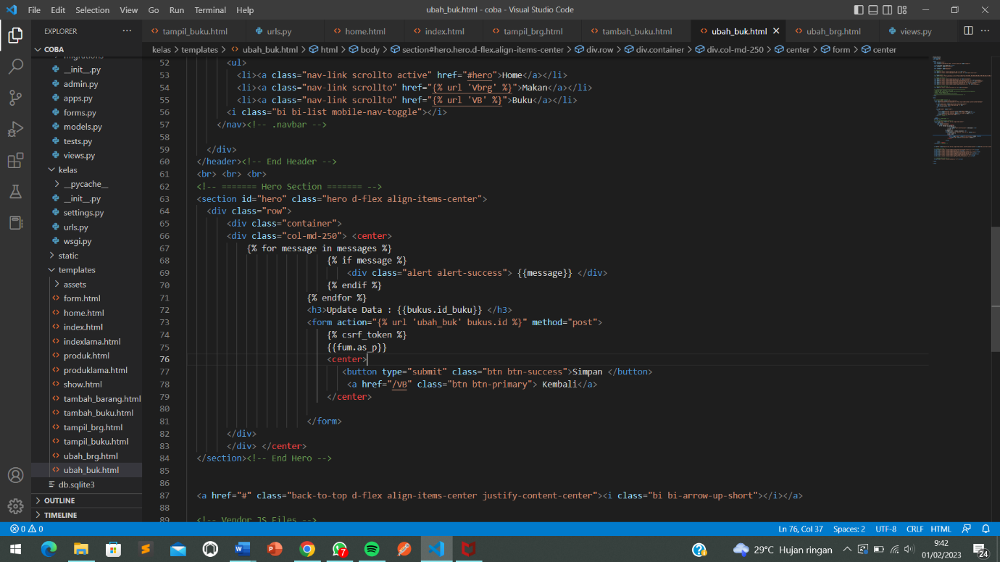 File Edit Selection View Go Run Terminal Help ubah_buk.html - coba - Visual Studio Code
EXPLORER ... tampil_buku.html urls.py home.html index.html tampil_brg.html tambah_buku.html ubah_buk.html ubah_brg.html views.py
COBA
kelas > templates > ubah_buk.html > html > body > section#hero.hero.d-flex.align-items-center > div.row > div.container > div.col-md-250 > center > form > center
migrations
__init__.py
admin.py
apps.py
forms.py
models.py
tests.py
views.py
kelas
__pycache__
__init__.py
settings.py
urls.py
wsgi.py
static
templates
assets
form.html
home.html
index.html
indexlama.html
produk.html
produklama.html
show.html
tambah_barang.html
tambah_buku.html
tampil_brg.html
tampil_buku.html
ubah_brg.html
ubah_buk.html
db.sqlite3
OUTLINE
TIMELINE
52 <ul>
53 <li><a class="nav-link scrollto active" href="#hero">Home</a></li>
54 <li><a class="nav-link scrollto" href="{% url 'Vbrg' %}">Makan</a></li>
55 <li><a class="nav-link scrollto" href="{% url 'VB' %}">Buku</a></li>
56 <i class="bi bi-list mobile-nav-toggle"></i>
57 </nav><!-- .navbar -->
58
59 </div>
60 </header><!-- End Header -->
61 <br> <br> <br>
62 <!-- ======= Hero Section ======= -->
63 <section id="hero" class="hero d-flex align-items-center">
64 <div class="row">
65 <div class="container">
66 <div class="col-md-250"> <center>
67 {% for message in messages %}
68 {% if message %}
69 <div class="alert alert-success"> {{message}} </div>
70 {% endif %}
71 {% endfor %}
72 <h3>Update Data : {{bukus.id_buku}} </h3>
73 <form action="{% url 'ubah_buk' bukus.id %}" method="post">
74 {% csrf_token %}
75 {{fum.as_p}}
76 <center>
77 <button type="submit" class="btn btn-success">Simpan </button>
78 <a href="/VB" class="btn btn-primary"> Kembali</a>
79 </center>
80
81 </form>
82 </div>
83 </div> </center>
84 </section><!-- End Hero -->
85
86
87 <a href="#" class="back-to-top d-flex align-items-center justify-content-center"><i class="bi bi-arrow-up-short"></i></a>
88
89 <!-- Vendor JS Files -->
0 0 Ln 76, Col 37 Spaces: 2 UTF-8 CRLF HTML
7 29°C Hujan ringan 9:42
01/02/2023 24